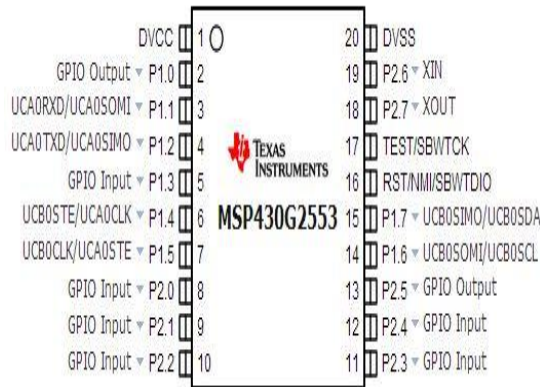 DVCC 1 20 DVSS
GPIO Output P1.0 2 19 P2.6 XIN
UCA0RXD/UCA0SOMI P1.1 3 18 P2.7 XOUT
UCA0TXD/UCA0SIMO P1.2 4 TEXAS INSTRUMENTS 17 TEST/SBWTCK
GPIO Input P1.3 5 16 RST/NMI/SBWTDIO
UCB0STE/UCA0CLK P1.4 6 MSP430G2553 15 P1.7 UCB0SIMO/UCB0SDA
UCB0CLK/UCA0STE P1.5 7 14 P1.6 UCB0SOMI/UCB0SCL
GPIO Input P2.0 8 13 P2.5 GPIO Output
GPIO Input P2.1 9 12 P2.4 GPIO Input
GPIO Input P2.2 10 11 P2.3 GPIO Input